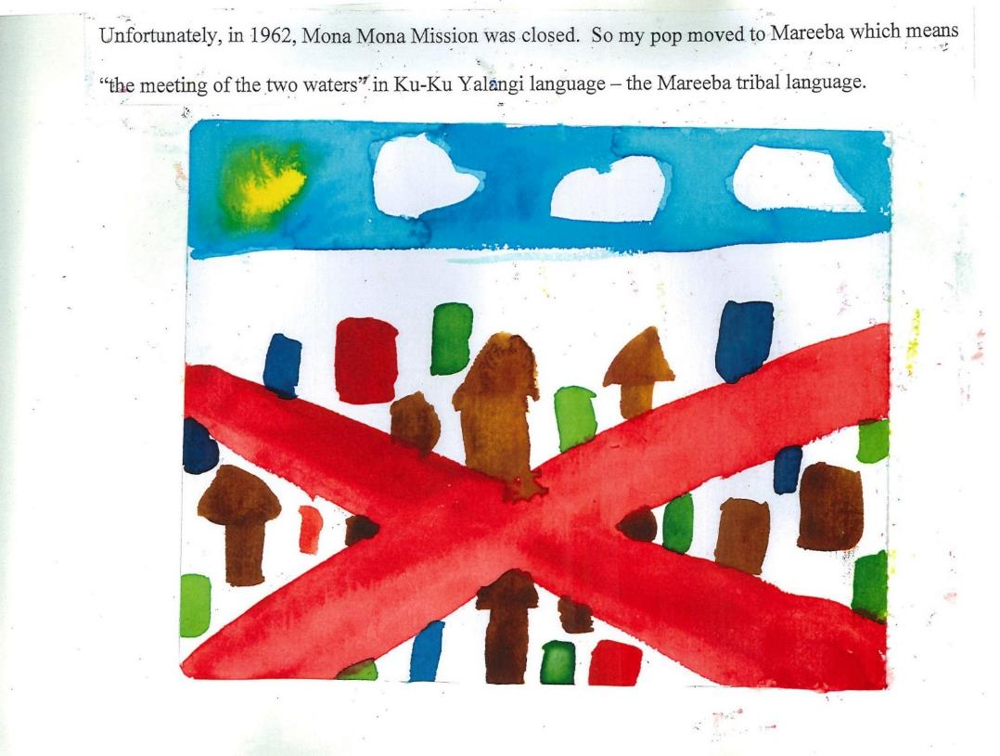 Unfortunately, in 1962, Mona Mona Mission was closed.  So my pop moved to Mareeba which means
“the meeting of the two waters” in Ku-Ku Yalangi language – the Mareeba tribal language.